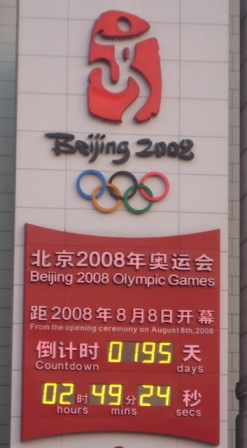 Beijing 2008
北京2008年奥运会
Beijing 2008 Olympic Games
距2008年8月8日开幕
From the opening ceremony on August 8th, 2008
倒计时 0195 天
Countdown days
02 时 49 分 24 秒
hours mins secs